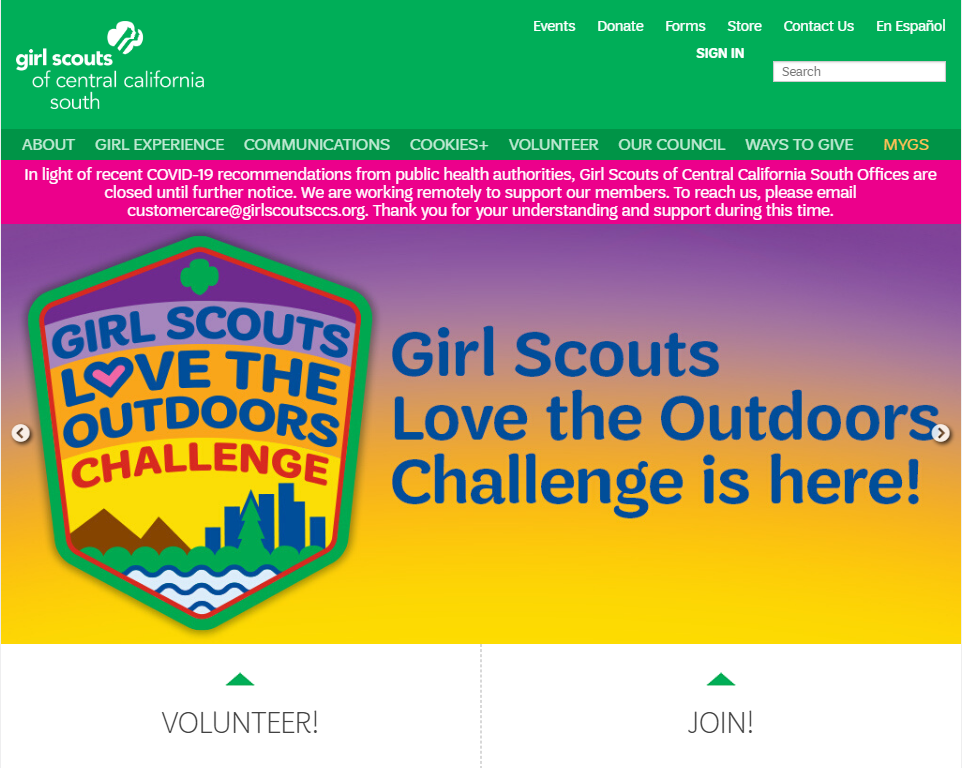 Events Donate Forms Store Contact Us En Español
SIGN IN
Search
girl scouts
of central california
south
ABOUT GIRL EXPERIENCE COMMUNICATIONS COOKIES+ VOLUNTEER OUR COUNCIL WAYS TO GIVE MYGS
In light of recent COVID-19 recommendations from public health authorities, Girl Scouts of Central California South Offices are
closed until further notice. We are working remotely to support our members. To reach us, please email
customercare@girlscoutsccs.org. Thank you for your understanding and support during this time.
GIRL SCOUTS
LOVE THE
OUTDOORS
CHALLENGE
Girl Scouts
Love the Outdoors
Challenge is here!
VOLUNTEER!
JOIN!